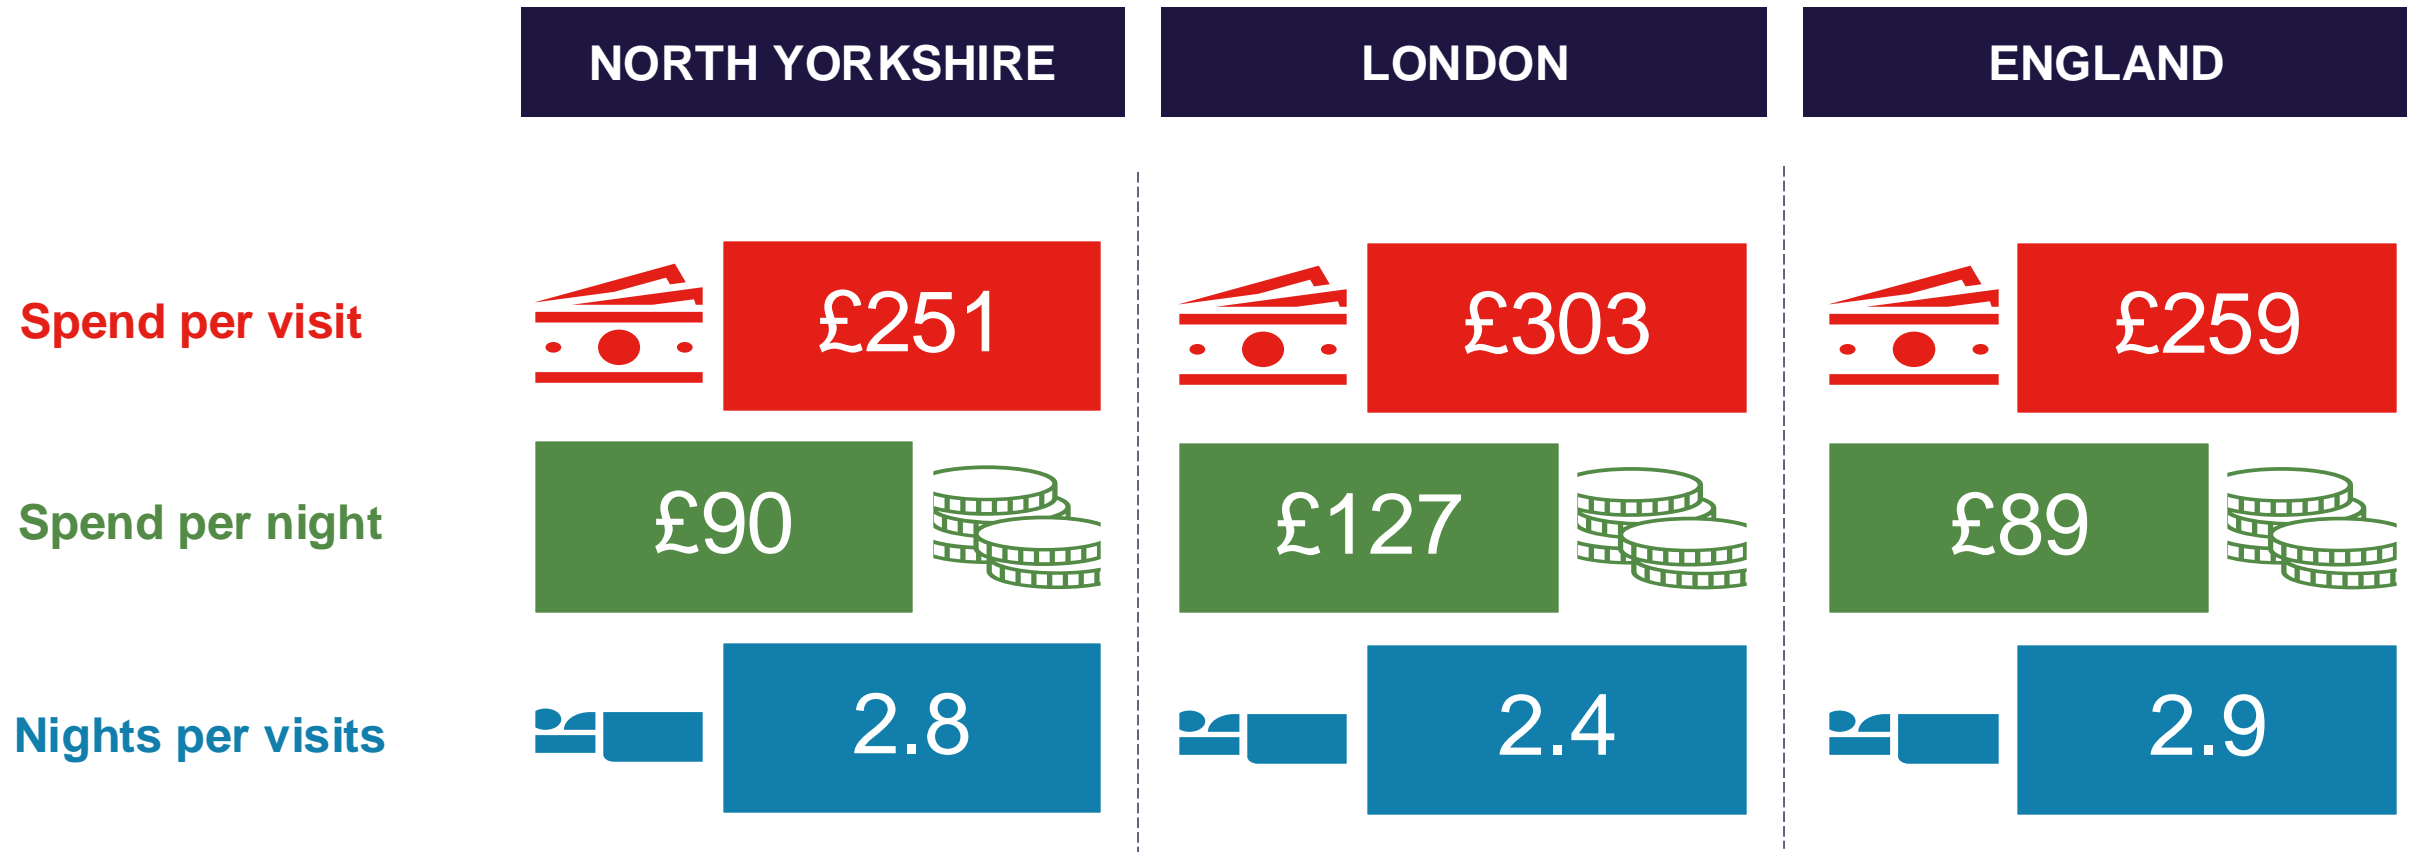 NORTH YORKSHIRE LONDON ENGLAND
Spend per visit £251 £303 £259
Spend per night £90 £127 £89
Nights per visits 2.8 2.4 2.9